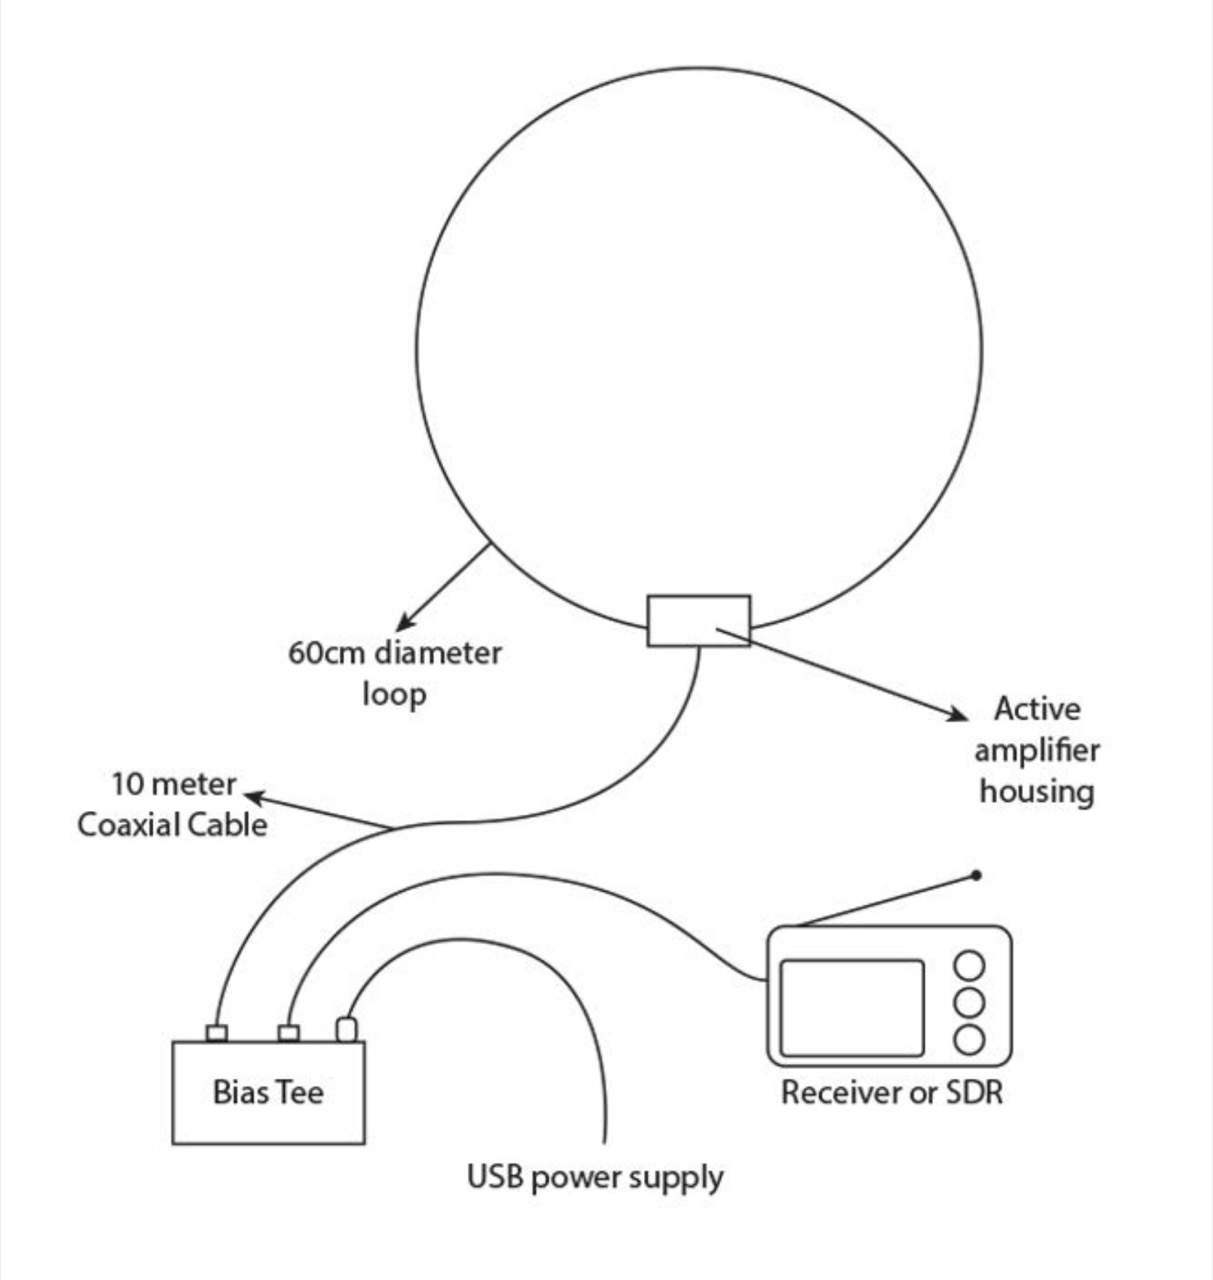 60cm diameter
loop
Active
amplifier
housing
10 meter
Coaxial Cable
Bias Tee
Receiver or SDR
USB power supply